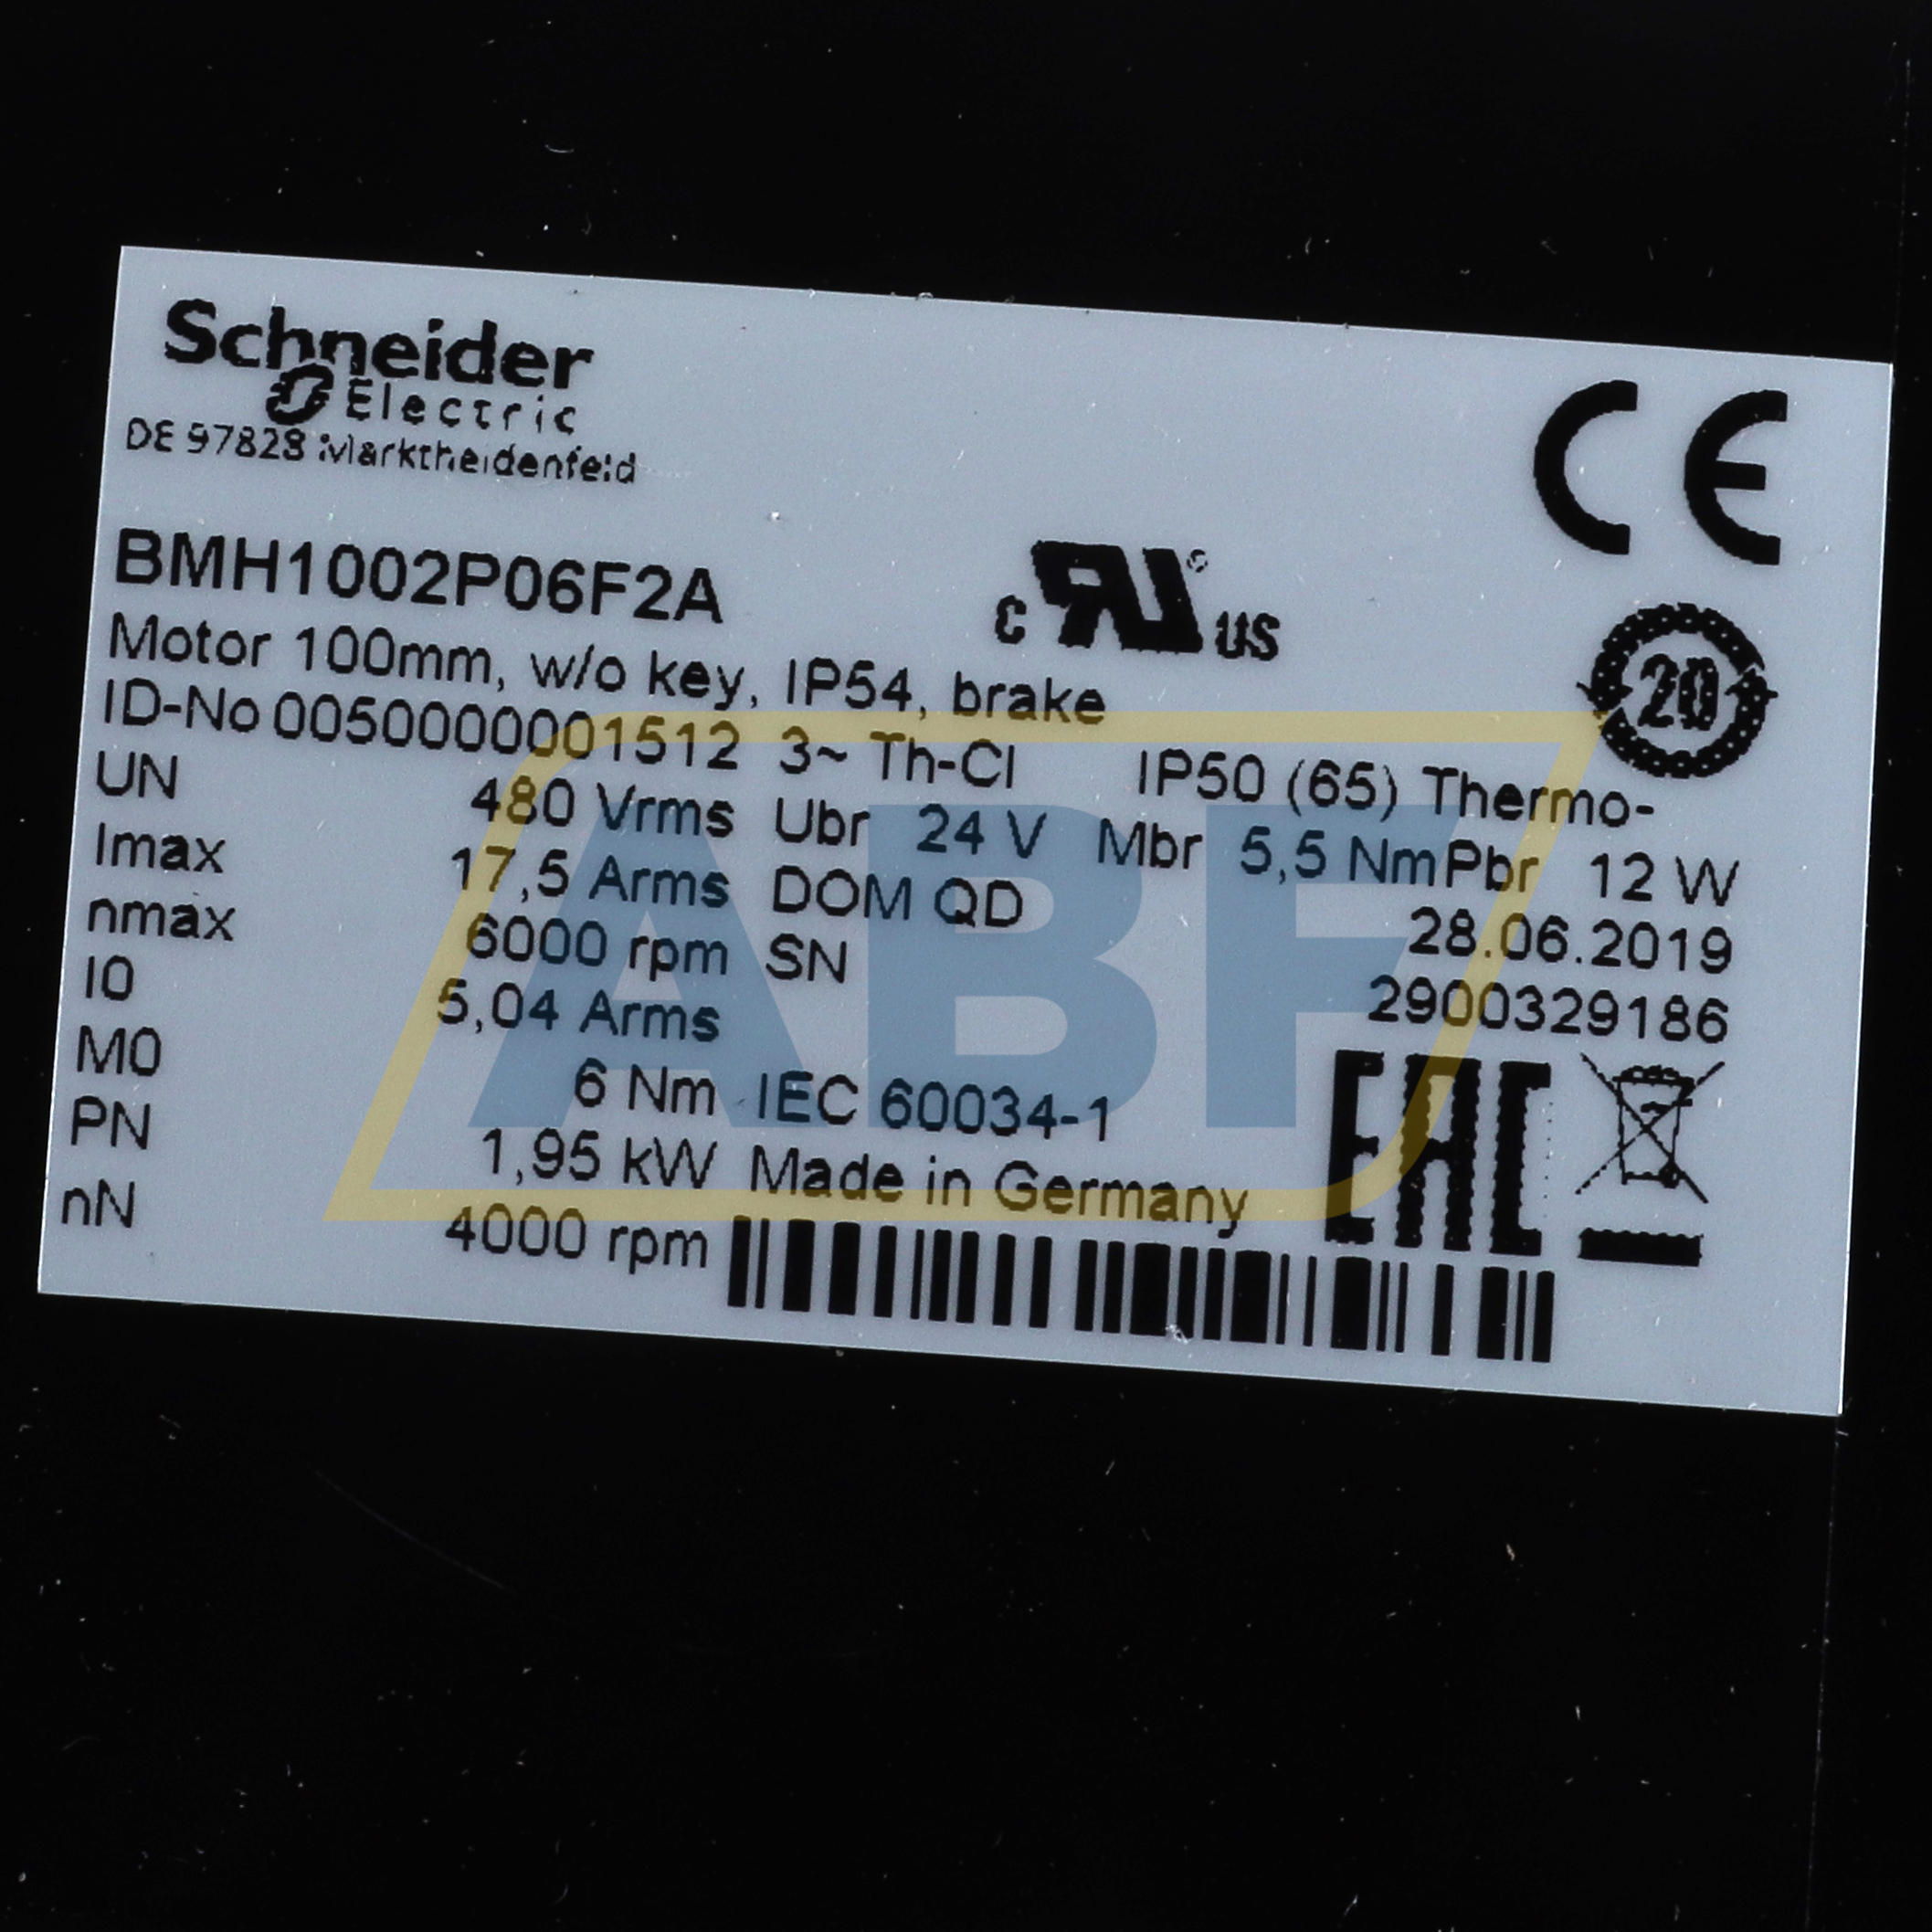 Schneider
Electric
DE 97828 Marktheidenfeld
CE
BMH1002P06F2A
c RU ® us
Motor 100mm, w/o key, IP54, brake
20
ID-No 0050000001512 3~ Th-Cl IP50 (65) Thermo-
UN 480 Vrms Ubr 24 V Mbr 5,5 Nm Pbr 12 W
Imax 17,5 Arms DOM QD 28.06.2019
nmax 6000 rpm SN 2900329186
I0 5,04 Arms
M0 6 Nm IEC 60034-1
EAC
PN 1,95 kW Made in Germany
nN 4000 rpm
ABF